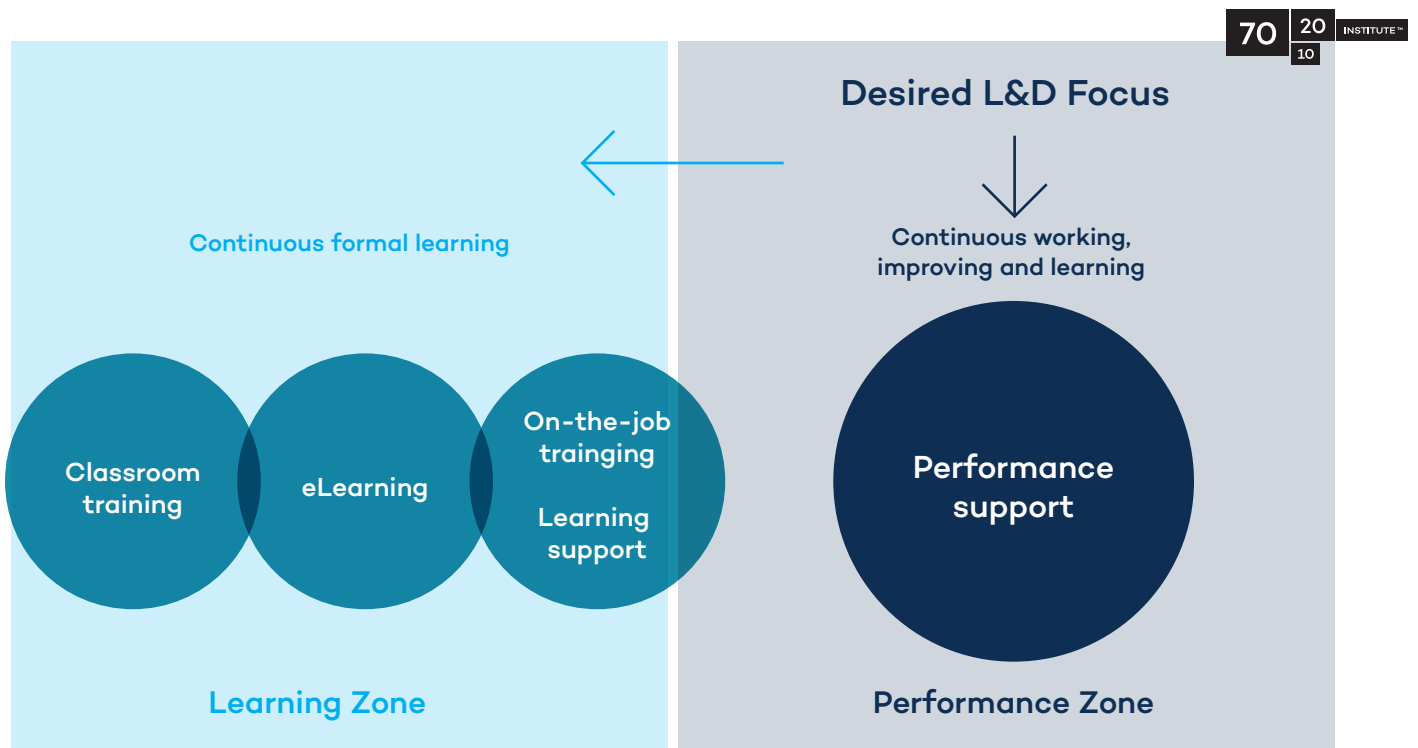 70
20
10
INSTITUTE™
Desired L&D Focus
Continuous formal learning
Continuous working,
improving and learning
Classroom
training
eLearning
On-the-job
trainging
Learning
support
Performance
support
Learning Zone
Performance Zone